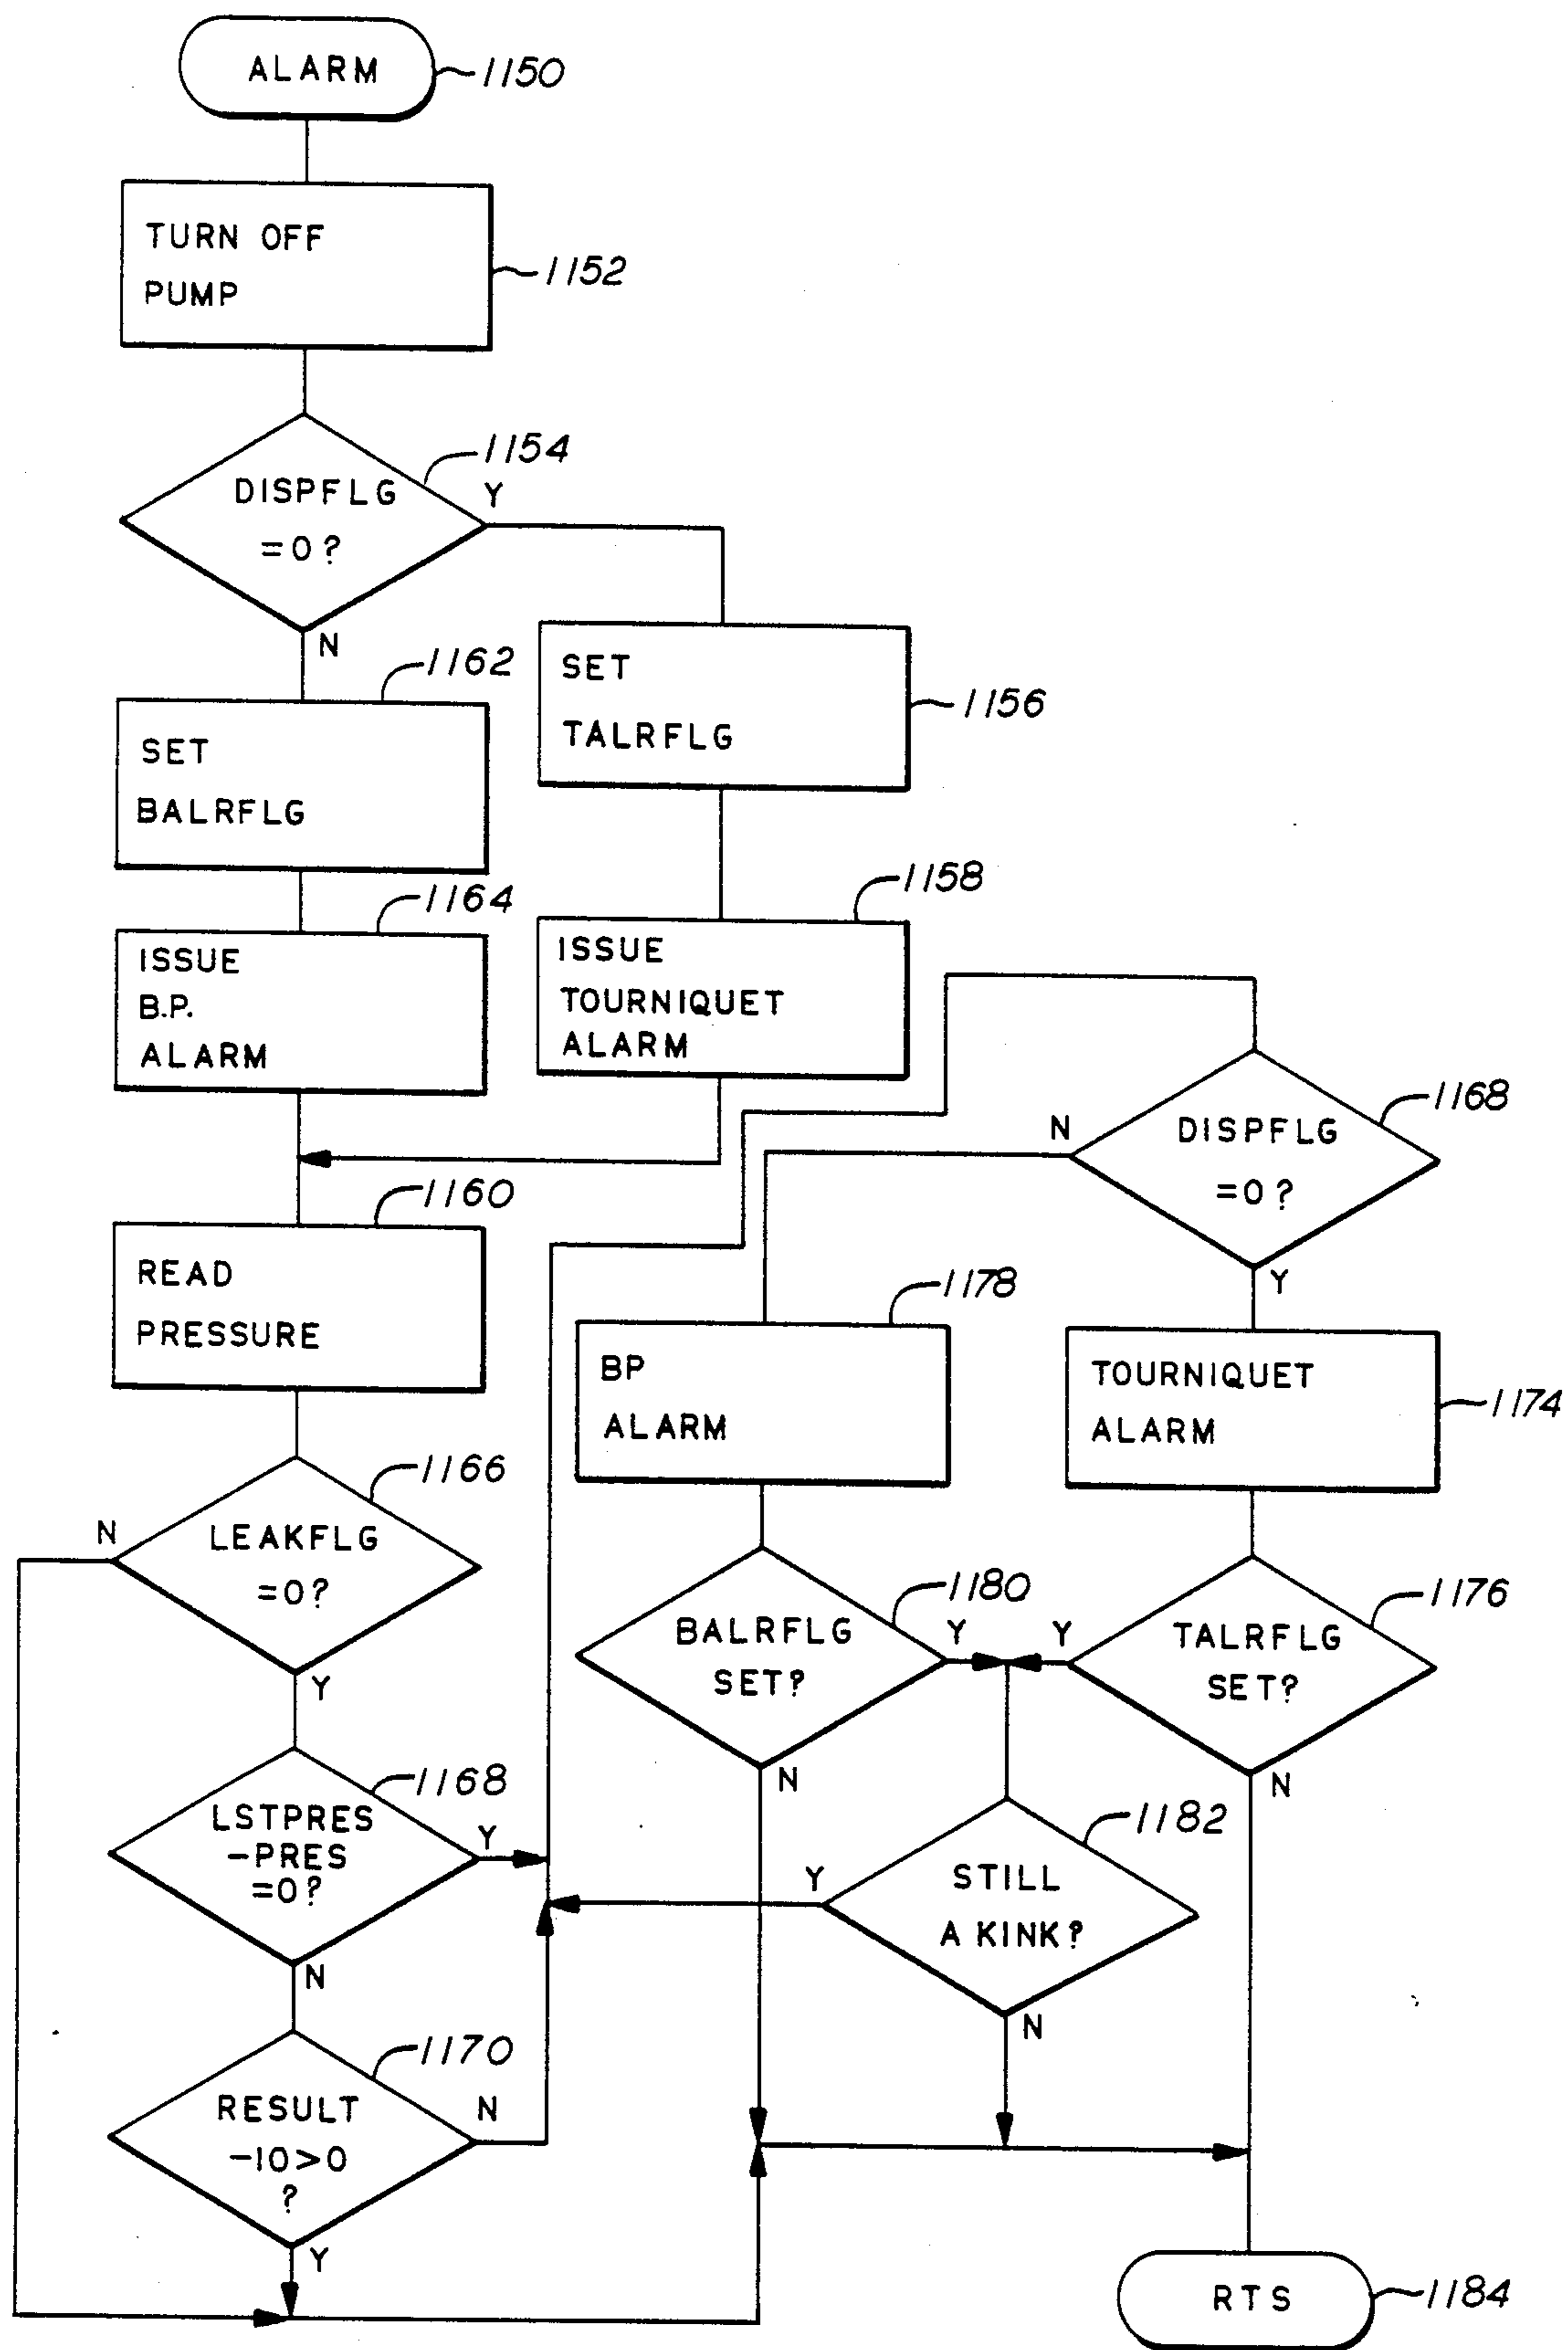 ALARM
1150
TURN OFF
PUMP
1152
DISPFLG
=0?
1154
Y
N
SET
BALRFLG
1162
SET
TALRFLG
1156
ISSUE
B.P.
ALARM
1164
ISSUE
TOURNIQUET
ALARM
1158
READ
PRESSURE
1160
DISPFLG
=0?
1168
N
Y
BP
ALARM
1178
TOURNIQUET
ALARM
1174
LEAKFLG
=0?
1166
N
Y
BALRFLG
SET?
1180
Y
N
TALRFLG
SET?
1176
Y
N
LSTPRES
-PRES
=0?
1168
Y
N
STILL
A KINK?
1182
Y
N
RESULT
-10>0
?
1170
N
Y
RTS
1184